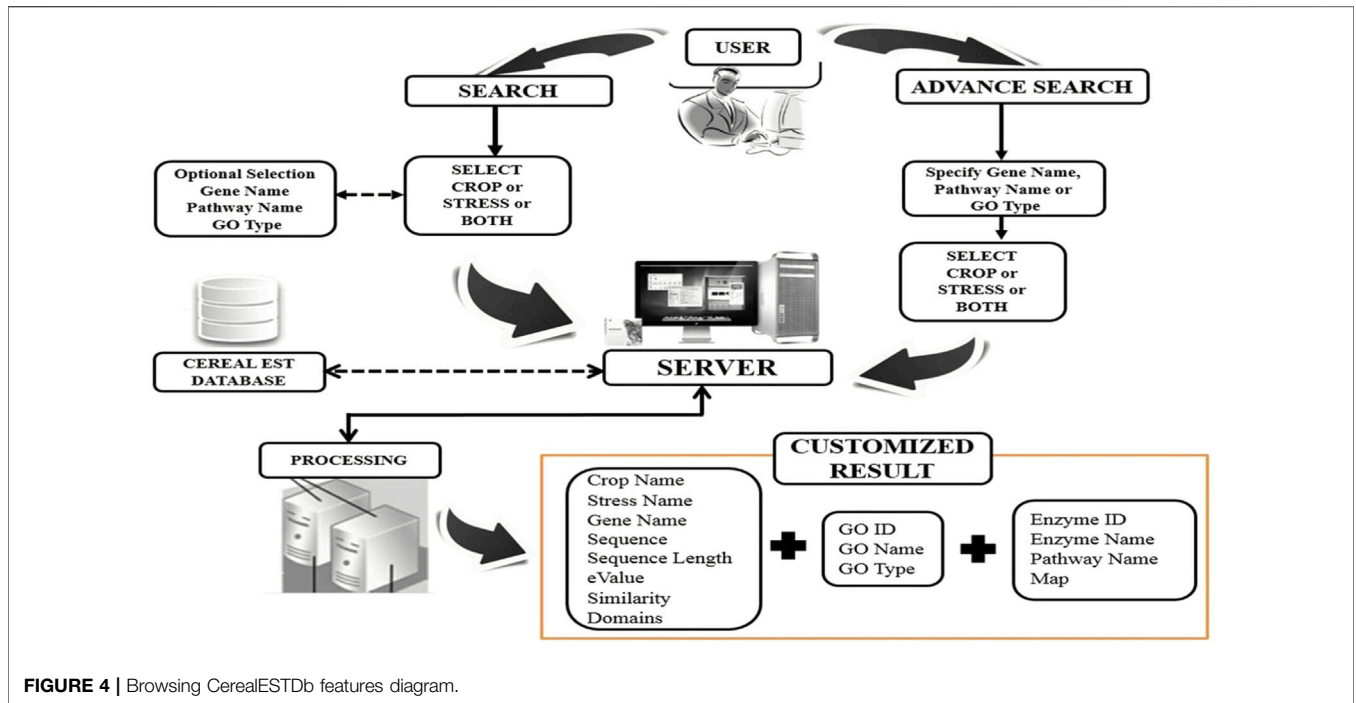 USER
SEARCH
ADVANCE SEARCH
Optional Selection
Gene Name
Pathway Name
GO Type
SELECT
CROP or
STRESS or
BOTH
Specify Gene Name,
Pathway Name or
GO Type
SELECT
CROP or
STRESS or
BOTH
CEREAL EST
DATABASE
SERVER
PROCESSING
CUSTOMIZED
RESULT
Crop Name
Stress Name
Gene Name
Sequence
Sequence Length
eValue
Similarity
Domains
GO ID
GO Name
GO Type
Enzyme ID
Enzyme Name
Pathway Name
Map
FIGURE 4 | Browsing CerealESTDb features diagram.